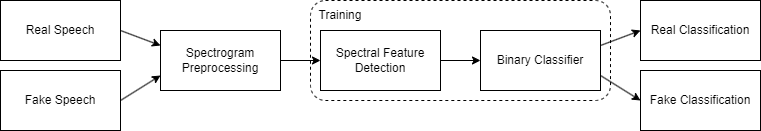 Training
Real Speech
Fake Speech
Spectrogram
Preprocessing
Spectral Feature
Detection
Binary Classifier
Real Classification
Fake Classification